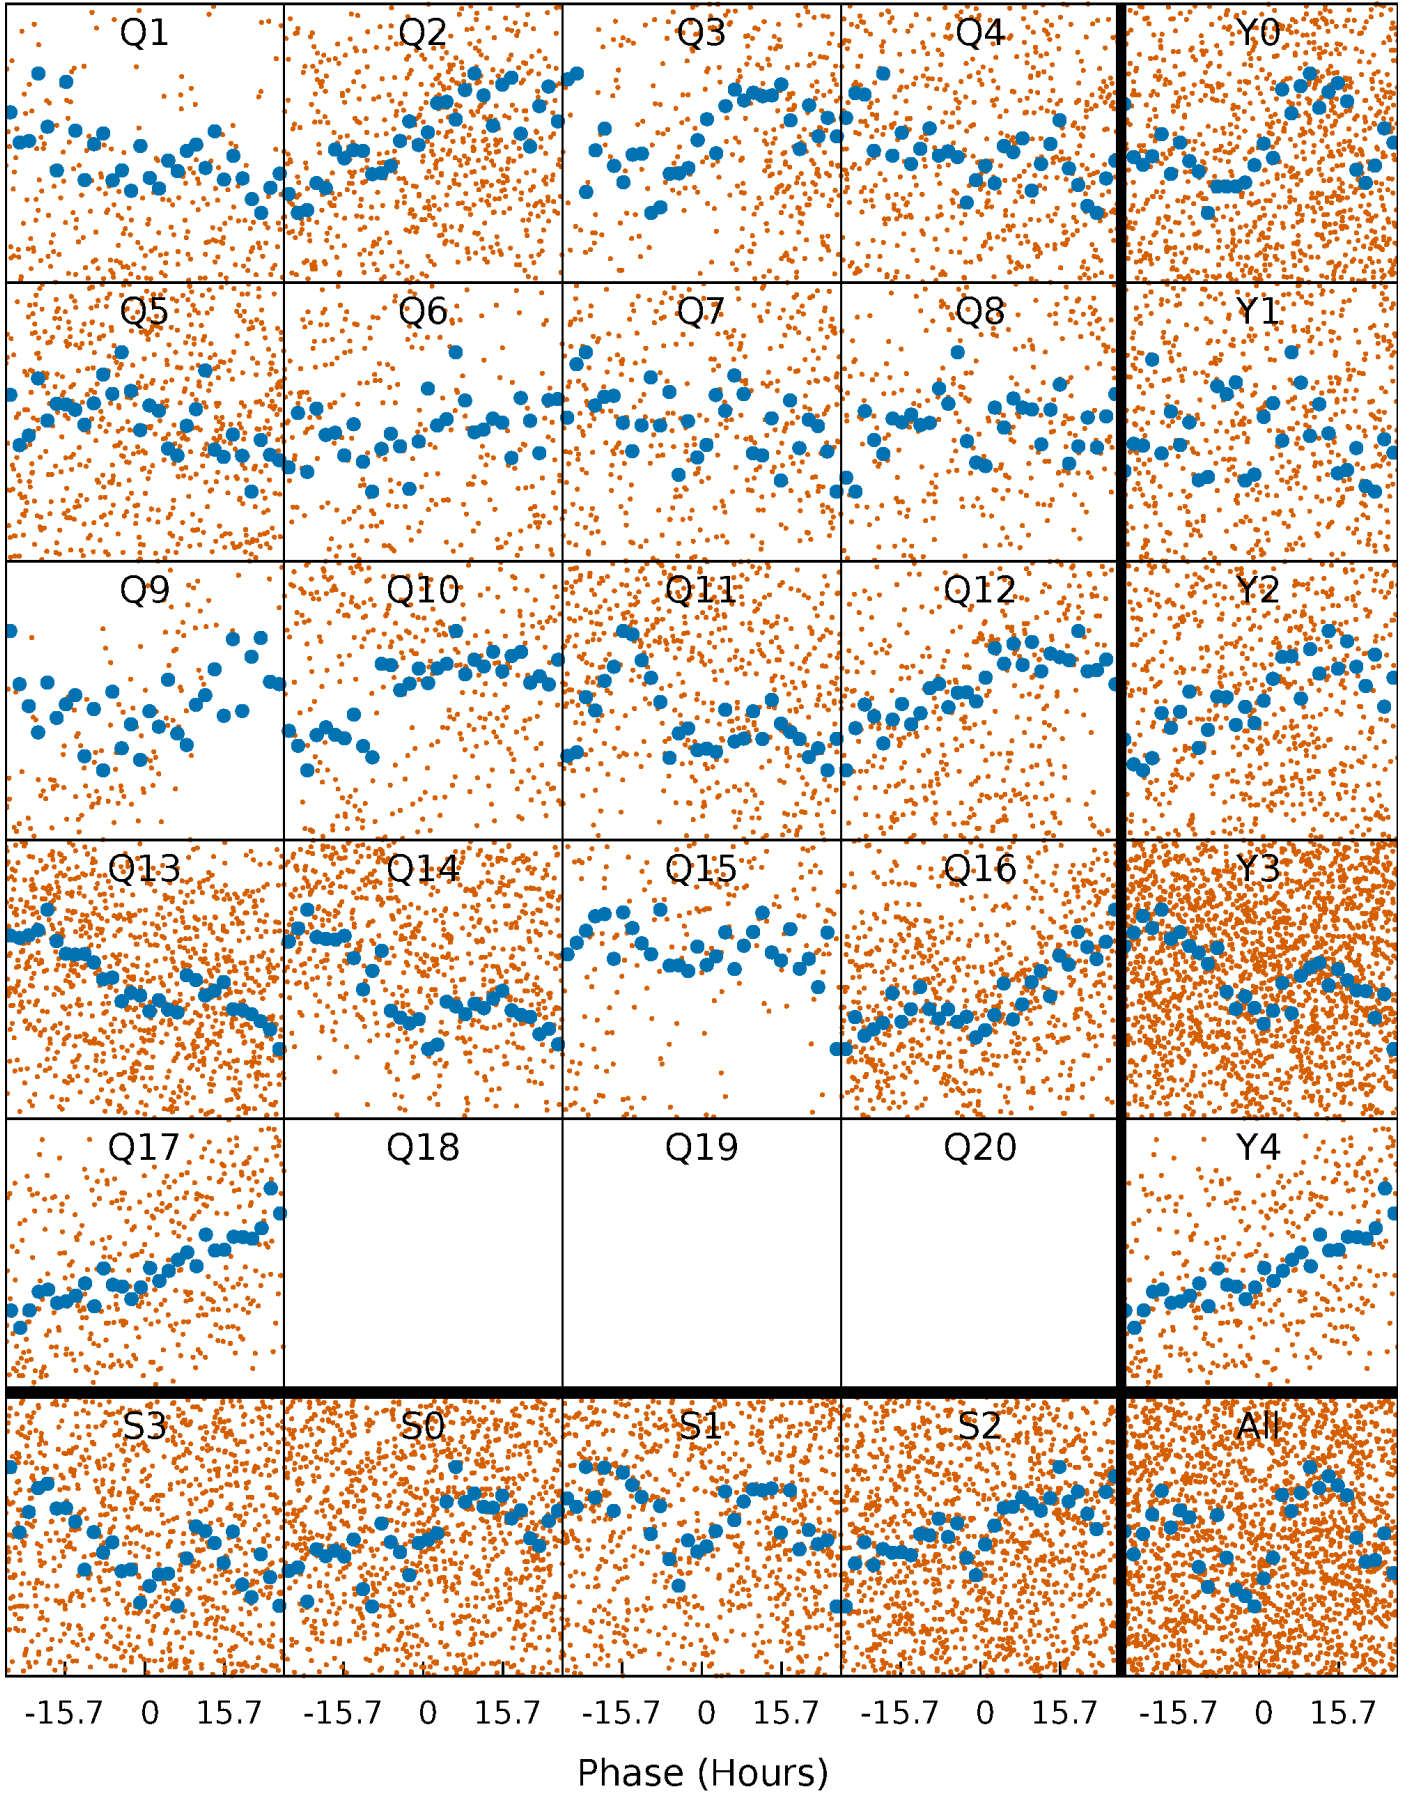 Q1 Q2 Q3 Q4 Y0
Q5 Q6 Q7 Q8 Y1
Q9 Q10 Q11 Q12 Y2
Q13 Q14 Q15 Q16 Y3
Q17 Q18 Q19 Q20 Y4
S3 S0 S1 S2 All
-15.7 0 15.7 -15.7 0 15.7 -15.7 0 15.7 -15.7 0 15.7 -15.7 0 15.7
Phase (Hours)